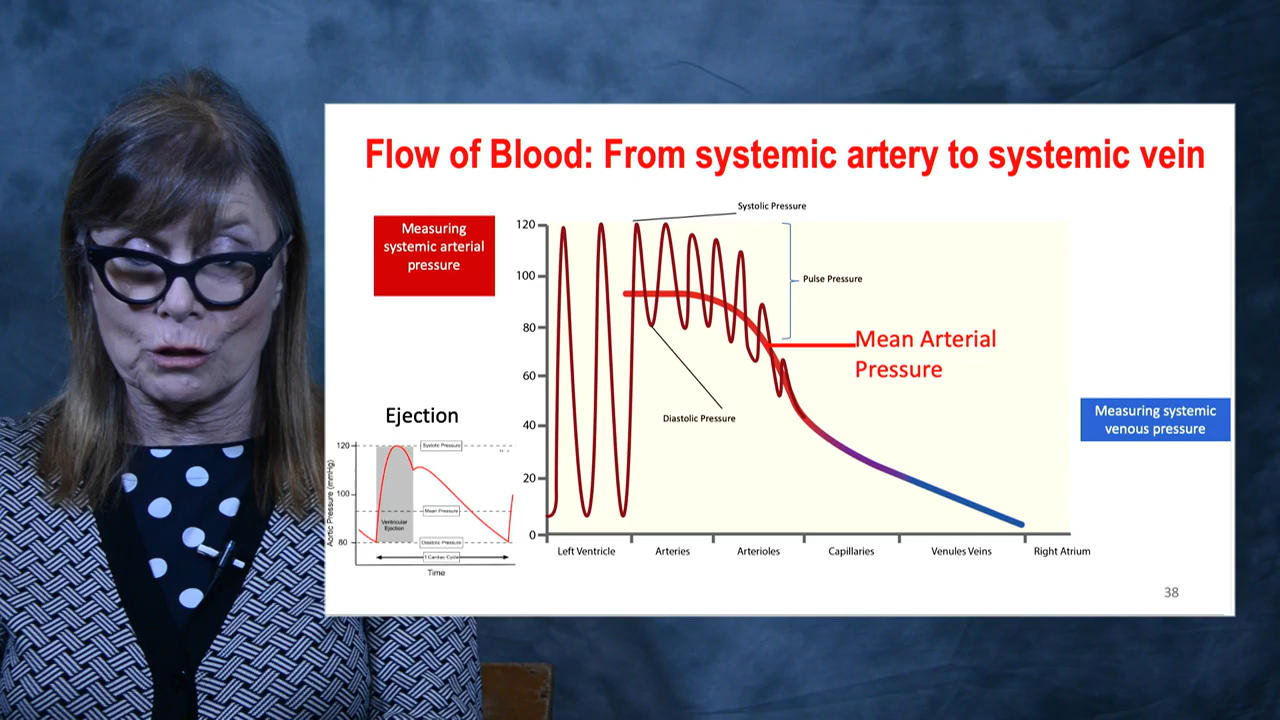 Flow of Blood: From systemic artery to systemic vein
Measuring
systemic arterial
pressure
Systolic Pressure
120
100
80
60
40
20
0
Pulse Pressure
Mean Arterial
Pressure
Diastolic Pressure
Measuring systemic
venous pressure
Left Ventricle
Arteries
Arterioles
Capillaries
Venules Veins
Right Atrium
Ejection
Aortic Pressure (mmHg)
120
100
80
Systolic Pressure
Mean Pressure
Ventricular
Ejection
Diastolic Pressure
1 Cardiac Cycle
Time
38